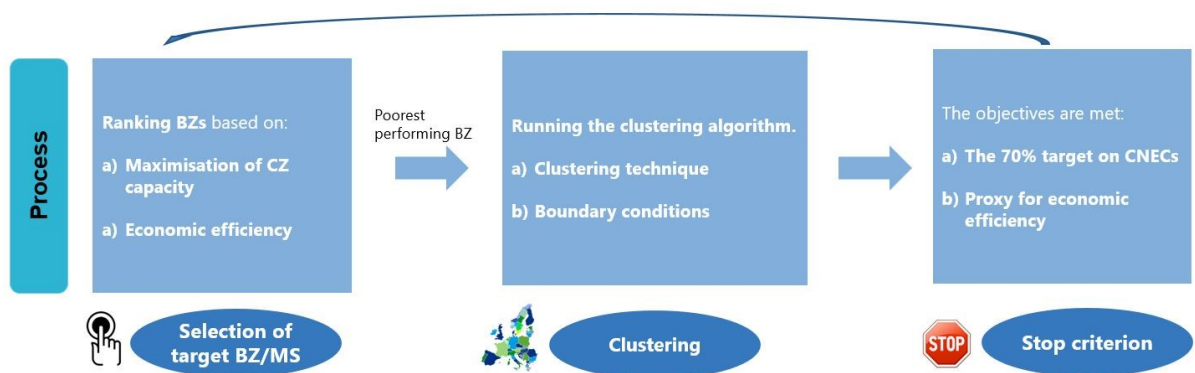 Process
Ranking BZs based on:
a) Maximisation of CZ
capacity
a) Economic efficiency
Selection of
target BZ/MS
Poorest
performing BZ
Running the clustering algorithm.
a) Clustering technique
b) Boundary conditions
Clustering
The objectives are met:
a) The 70% target on CNECs
b) Proxy for economic
efficiency
STOP
Stop criterion